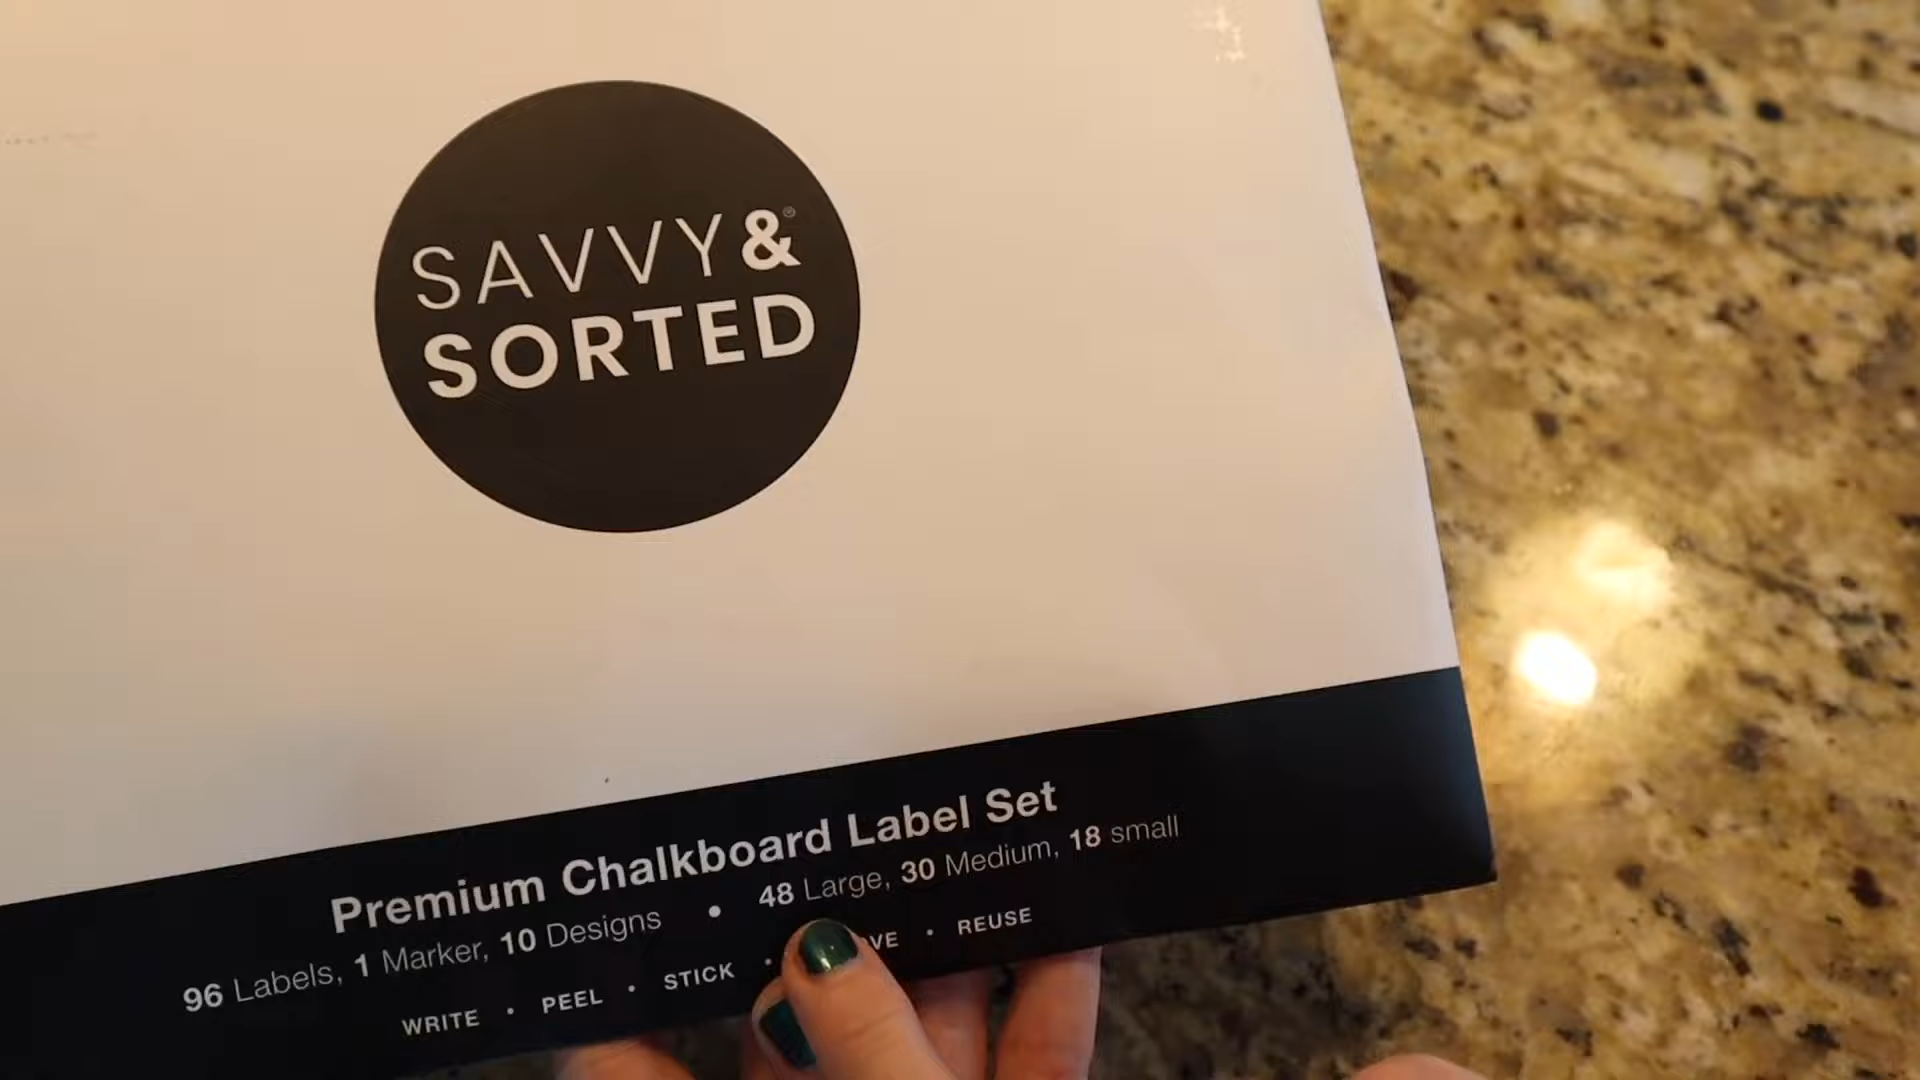 SAVVY&®
SORTED
Premium Chalkboard Label Set
96 Labels, 1 Marker, 10 Designs • 48 Large, 30 Medium, 18 small
WRITE • PEEL • STICK • • REUSE